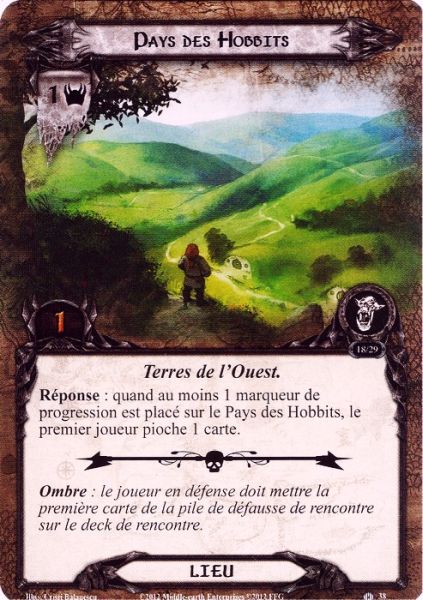 Pays des Hobbits
1
1
18/29
Terres de l'Ouest.
Réponse : quand au moins 1 marqueur de
progression est placé sur le Pays des Hobbits, le
premier joueur pioche 1 carte.
Ombre : le joueur en défense doit mettre la
première carte de la pile de défausse de rencontre
sur le deck de rencontre.
LIEU
Illus. Cristi Balanescu ©2012 Middle-earth Enterprises ©2012 FFG 38